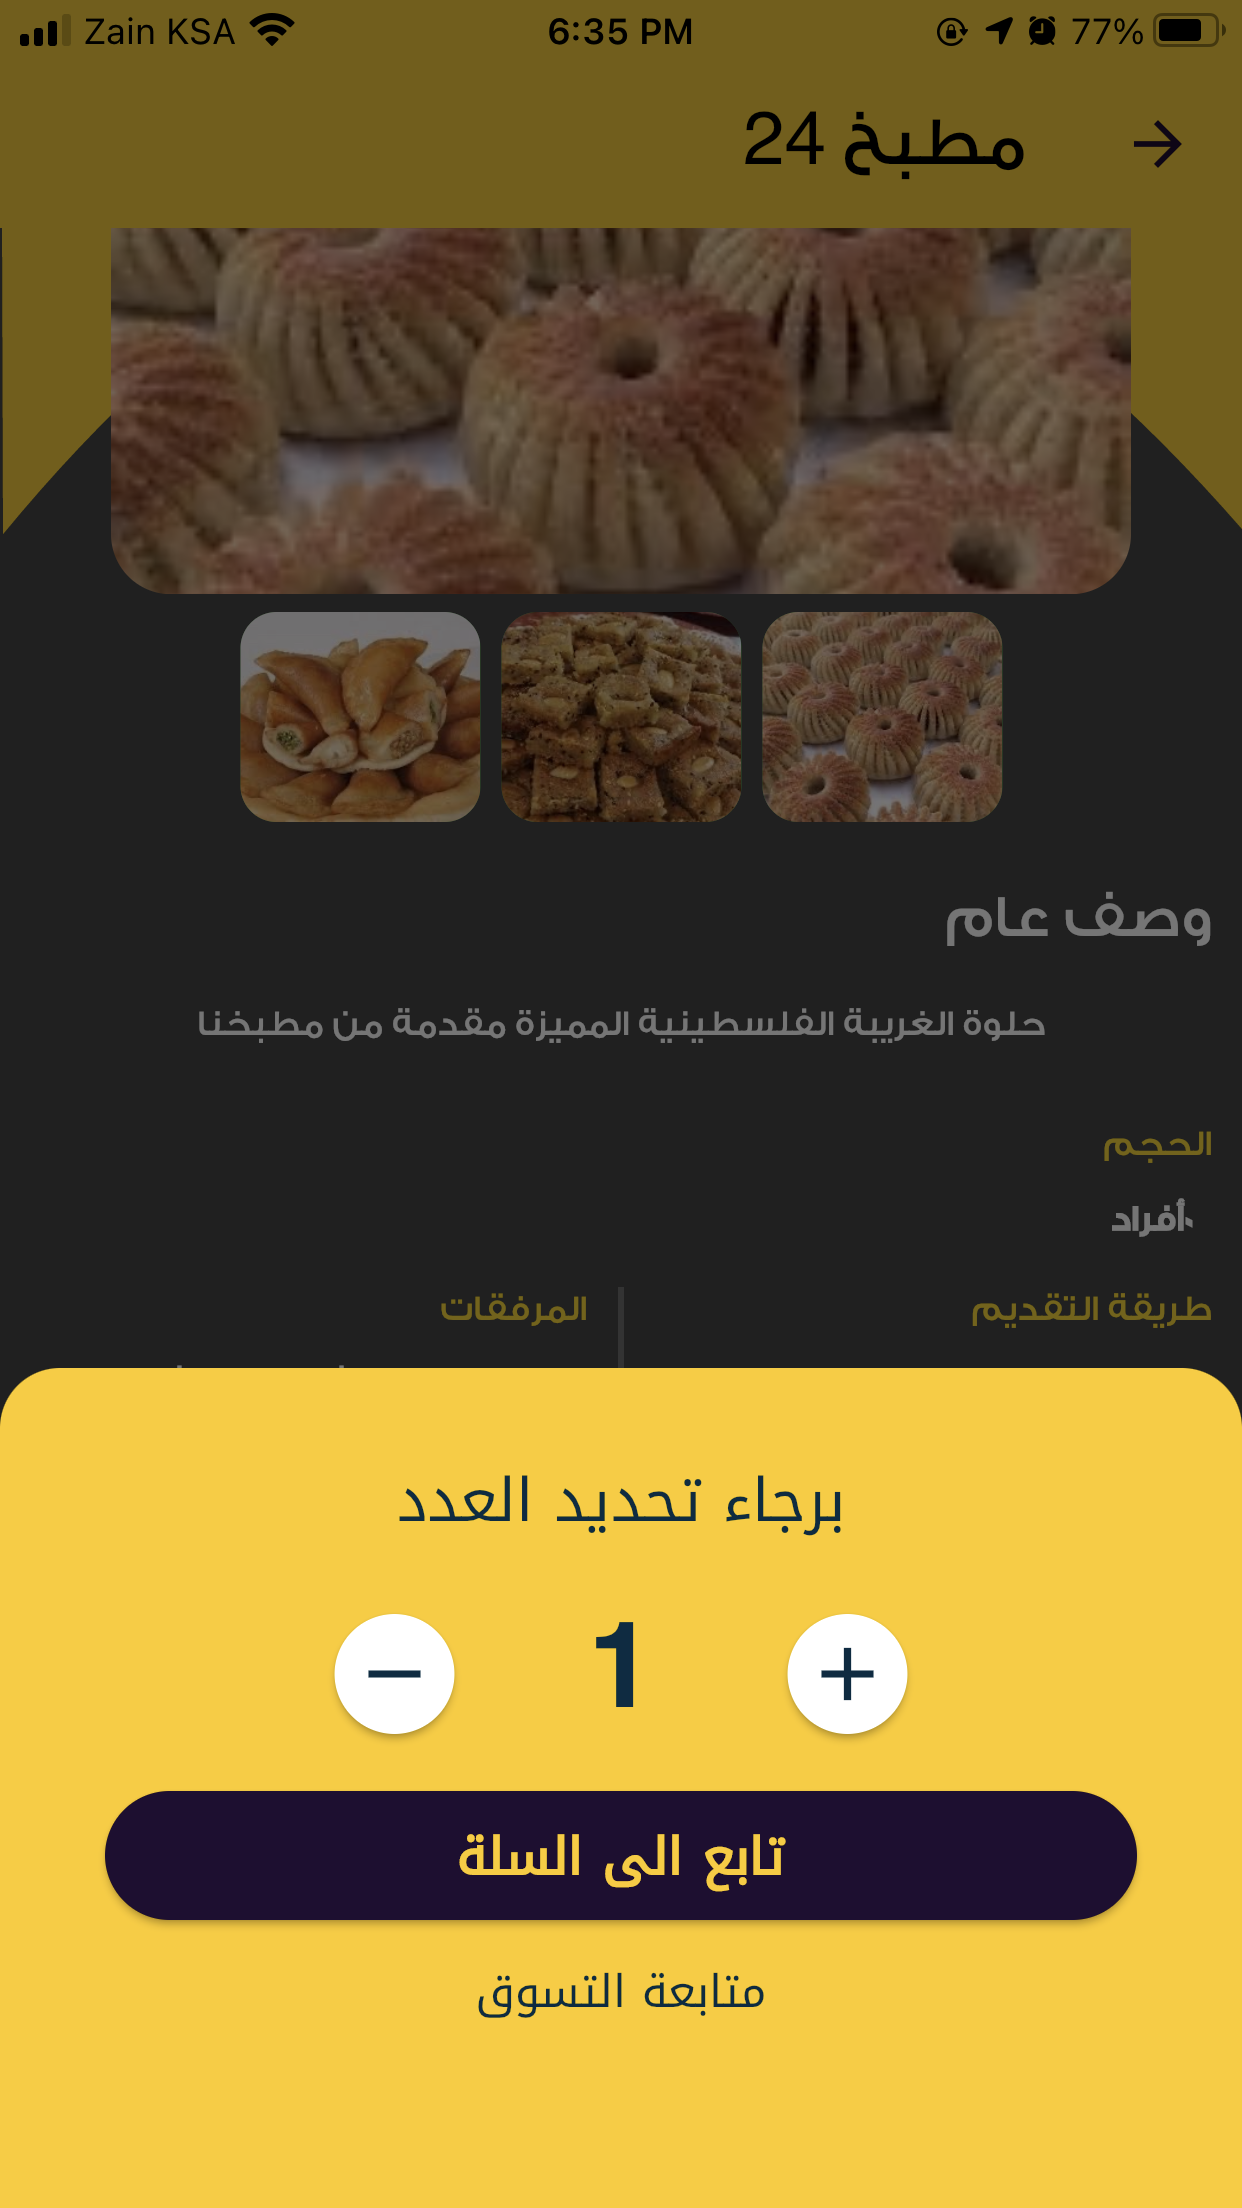 Zain KSA 6:35 PM 77%
مطبخ 24
وصف عام
حلوة الغريبة الفلسطينية المميزة مقدمة من مطبخنا
الحجم
أفراد
طريقة التقديم
المرفقات
برجاء تحديد العدد
1
تابع الى السلة
متابعة التسوق